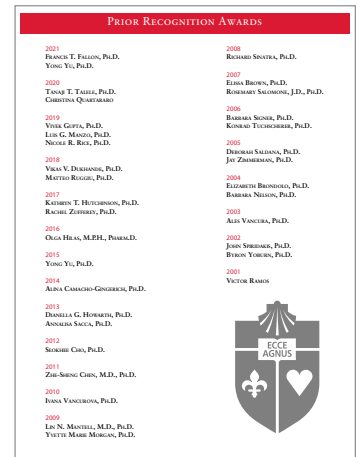 PRIOR RECOGNITION AWARDS
2021
FRANCIS T. FALLON, PH.D.
YONG YU, PH.D.
2020
TANAJI T. TALELE, PH.D.
CHRISTINA QUARTARARO
2019
VIVEK GUPTA, PH.D.
LUIS G. MANZO, PH.D.
NICOLE R. RICE, PH.D.
2018
VIKAS V. DUKHANDE, PH.D.
MATTEO RUGGIU, PH.D.
2017
KATHRYN T. HUTCHINSON, PH.D.
RACHEL ZUFFEREY, PH.D.
2016
OLGA HILAS, M.P.H., PHARM.D.
2015
YONG YU, PH.D.
2014
ALINA CAMACHO-GINGERICH, PH.D.
2013
DIANELLA G. HOWARTH, PH.D.
ANNALISA SACCA, PH.D.
2012
SEOKHIE CHO, PH.D.
2011
ZHE-SHENG CHEN, M.D., PH.D.
2010
IVANA VANCUROVA, PH.D.
2009
LIN N. MANTELL, M.D., PH.D.
YVETTE MARIE MORGAN, PH.D.
2008
RICHARD SINATRA, PH.D.
2007
ELISSA BROWN, PH.D.
ROSEMARY SALOMONE, J.D., PH.D.
2006
BARBARA SIGNER, PH.D.
KONRAD TUCHSCHERER, PH.D.
2005
DEBORAH SALDANA, PH.D.
JAY ZIMMERMAN, PH.D.
2004
ELIZABETH BRONDOLO, PH.D.
BARBARA NELSON, PH.D.
2003
ALES VANCURA, PH.D.
2002
JOHN SPIRIDAKIS, PH.D.
BYRON YOBURN, PH.D.
2001
VICTOR RAMOS
ECCE
AGNUS